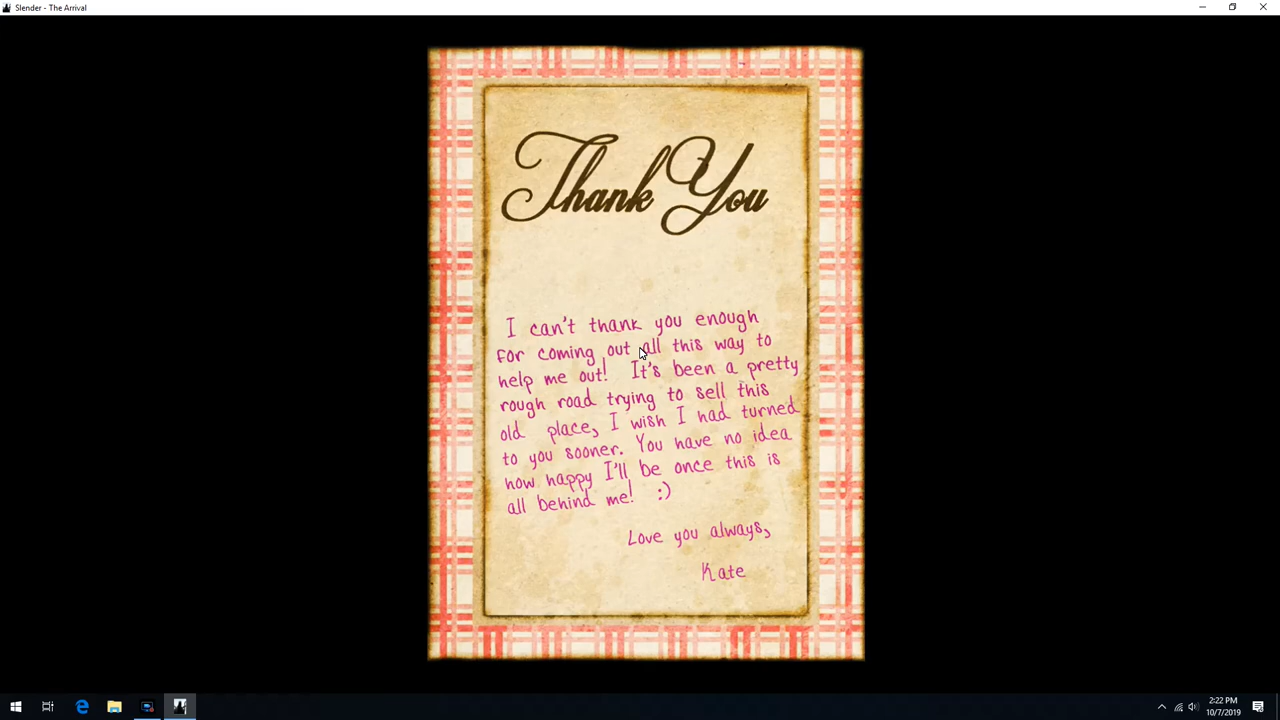 Slender - The Arrival
Thank You
I can't thank you enough
for coming out all this way to
help me out! It's been a pretty
rough road trying to sell this
old place, I wish I had turned
to you sooner. You have no idea
how happy I'll be once this is
all behind me! :)
Love you always,
Kate
2:22 PM
10/7/2019